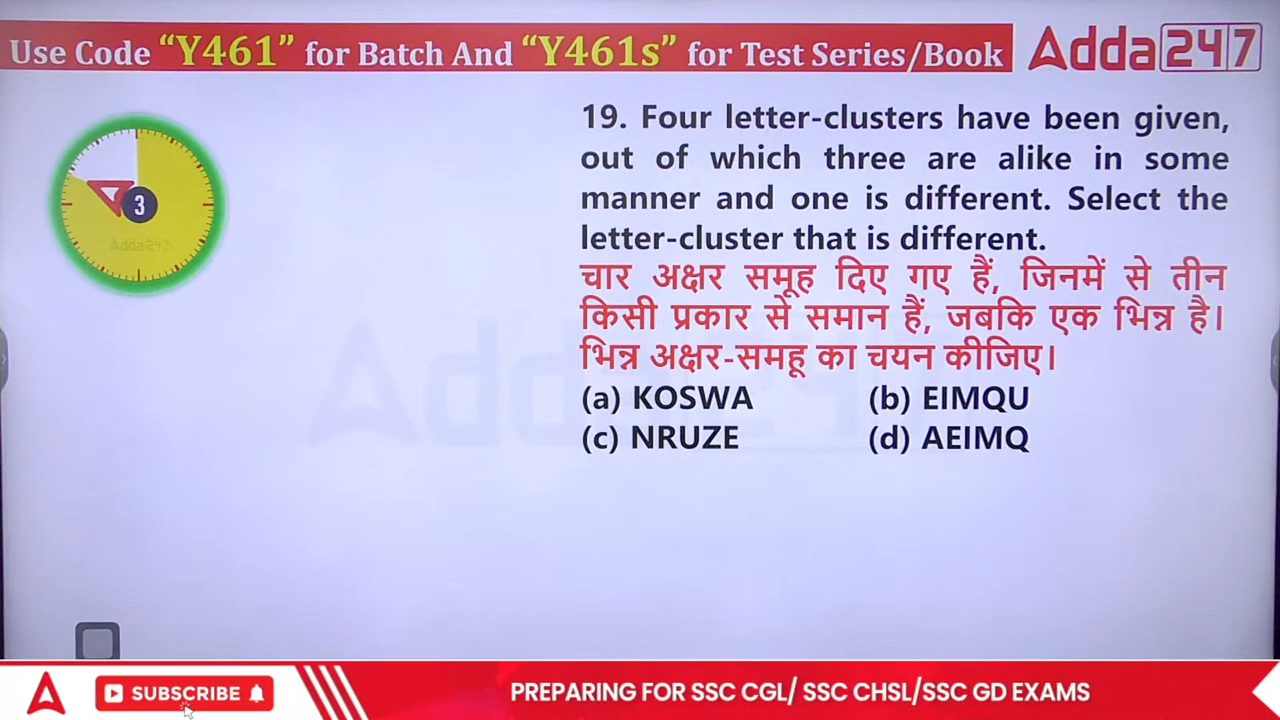 Use Code “Y461” for Batch And “Y461s” for Test Series/Book
Adda247
19. Four letter-clusters have been given,
out of which three are alike in some
manner and one is different. Select the
letter-cluster that is different.
चार अक्षर समूह दिए गए हैं, जिनमें से तीन
किसी प्रकार से समान हैं, जबकि एक भिन्न है।
भिन्न अक्षर-समहू का चयन कीजिए।
(a) KOSWA (b) EIMQU
(c) NRUZE (d) AEIMQ
3
Adda247
SUBSCRIBE
PREPARING FOR SSC CGL/ SSC CHSL/SSC GD EXAMS